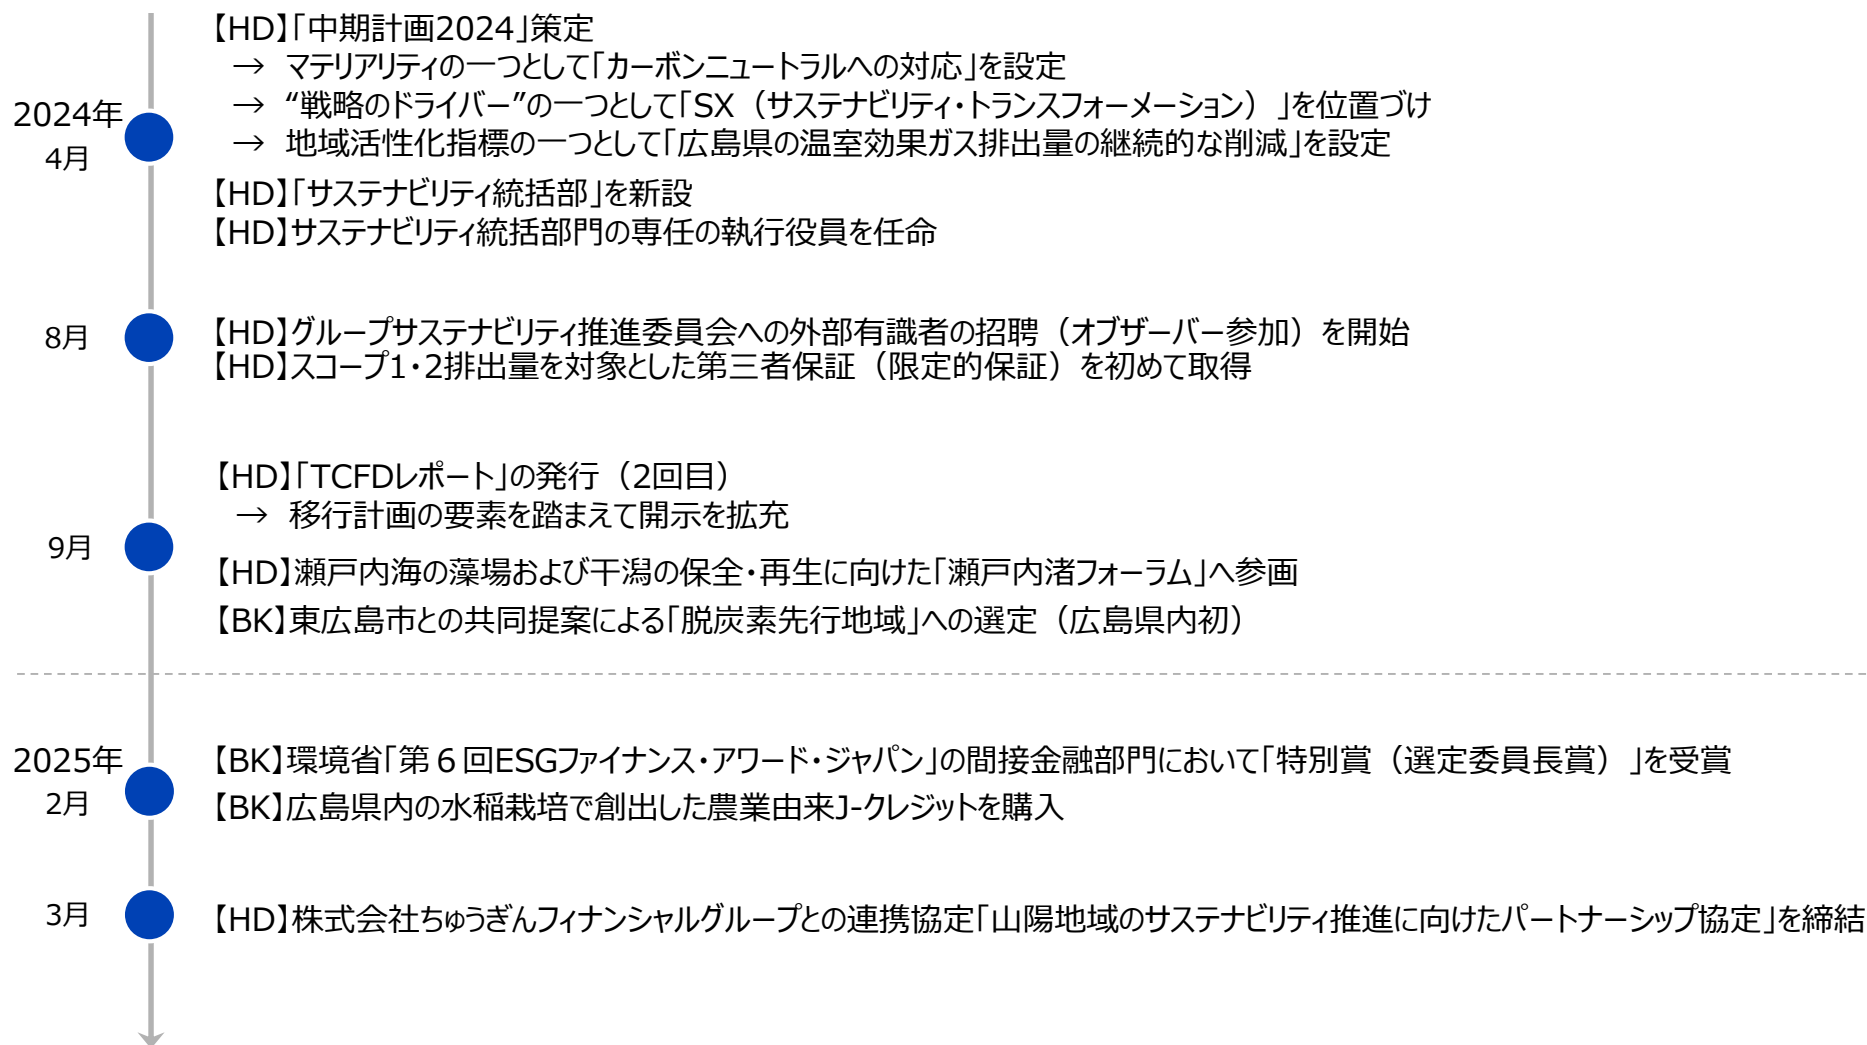 【HD】「中期計画2024」策定
→ マテリアリティの一つとして「カーボンニュートラルへの対応」を設定
2024年
4月
→ “戦略のドライバー”の一つとして「SX（サステナビリティ・トランスフォーメーション）」を位置づけ
→ 地域活性化指標の一つとして「広島県の温室効果ガス排出量の継続的な削減」を設定
【HD】「サステナビリティ統括部」を新設
【HD】サステナビリティ統括部門の専任の執行役員を任命
8月
【HD】グループサステナビリティ推進委員会への外部有識者の招聘（オブザーバー参加）を開始
【HD】スコープ1・2排出量を対象とした第三者保証（限定的保証）を初めて取得
9月
【HD】「TCFDレポート」の発行（2回目）
→ 移行計画の要素を踏まえて開示を拡充
【HD】瀬戸内海の藻場および干潟の保全・再生に向けた「瀬戸内渚フォーラム」へ参画
【BK】東広島市との共同提案による「脱炭素先行地域」への選定（広島県内初）
2025年
2月
【BK】環境省「第６回ESGファイナンス・アワード・ジャパン」の間接金融部門において「特別賞（選定委員長賞）」を受賞
【BK】広島県内の水稲栽培で創出した農業由来J-クレジットを購入
3月
【HD】株式会社ちゅうぎんフィナンシャルグループとの連携協定「山陽地域のサステナビリティ推進に向けたパートナーシップ協定」を締結